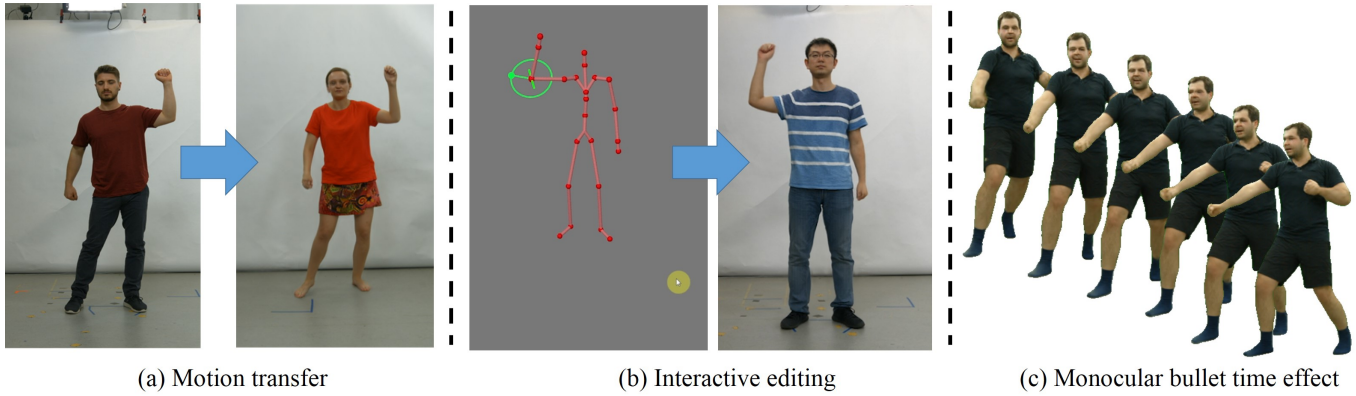 (a) Motion transfer
(b) Interactive editing
(c) Monocular bullet time effect